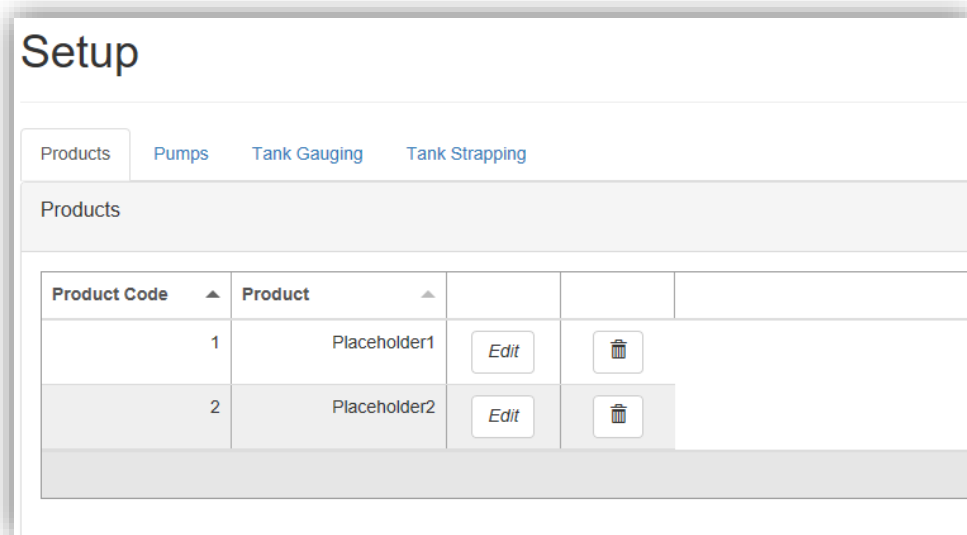 Setup
Products Pumps Tank Gauging Tank Strapping
Products
Product Code Product
1 Placeholder1 Edit
2 Placeholder2 Edit